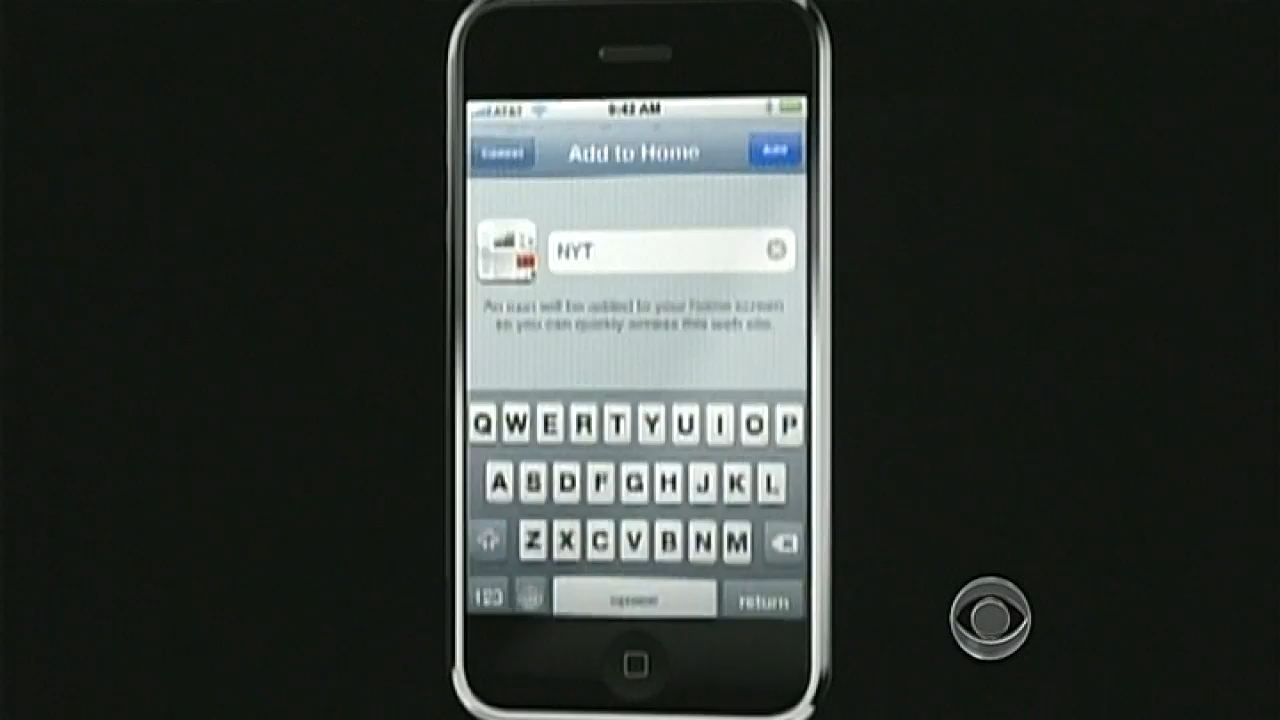 AT&T 9:42 AM
Cancel Add to Home Add
NYT
An icon will be added to your Home screen
so you can quickly access this web site.
Q W E R T Y U I O P
A S D F G H J K L
Z X C V B N M
123 space return